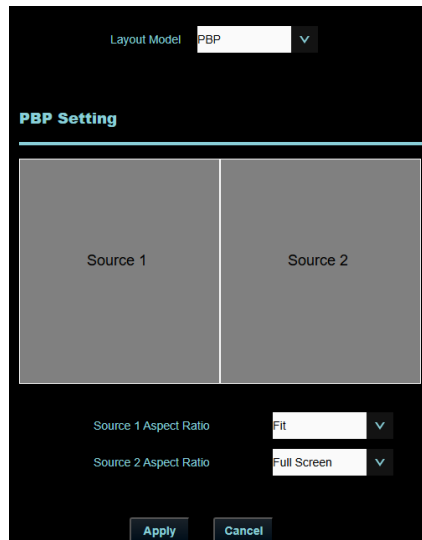 Layout Model PBP
PBP Setting
Source 1 Source 2
Source 1 Aspect Ratio Fit
Source 2 Aspect Ratio Full Screen
Apply Cancel